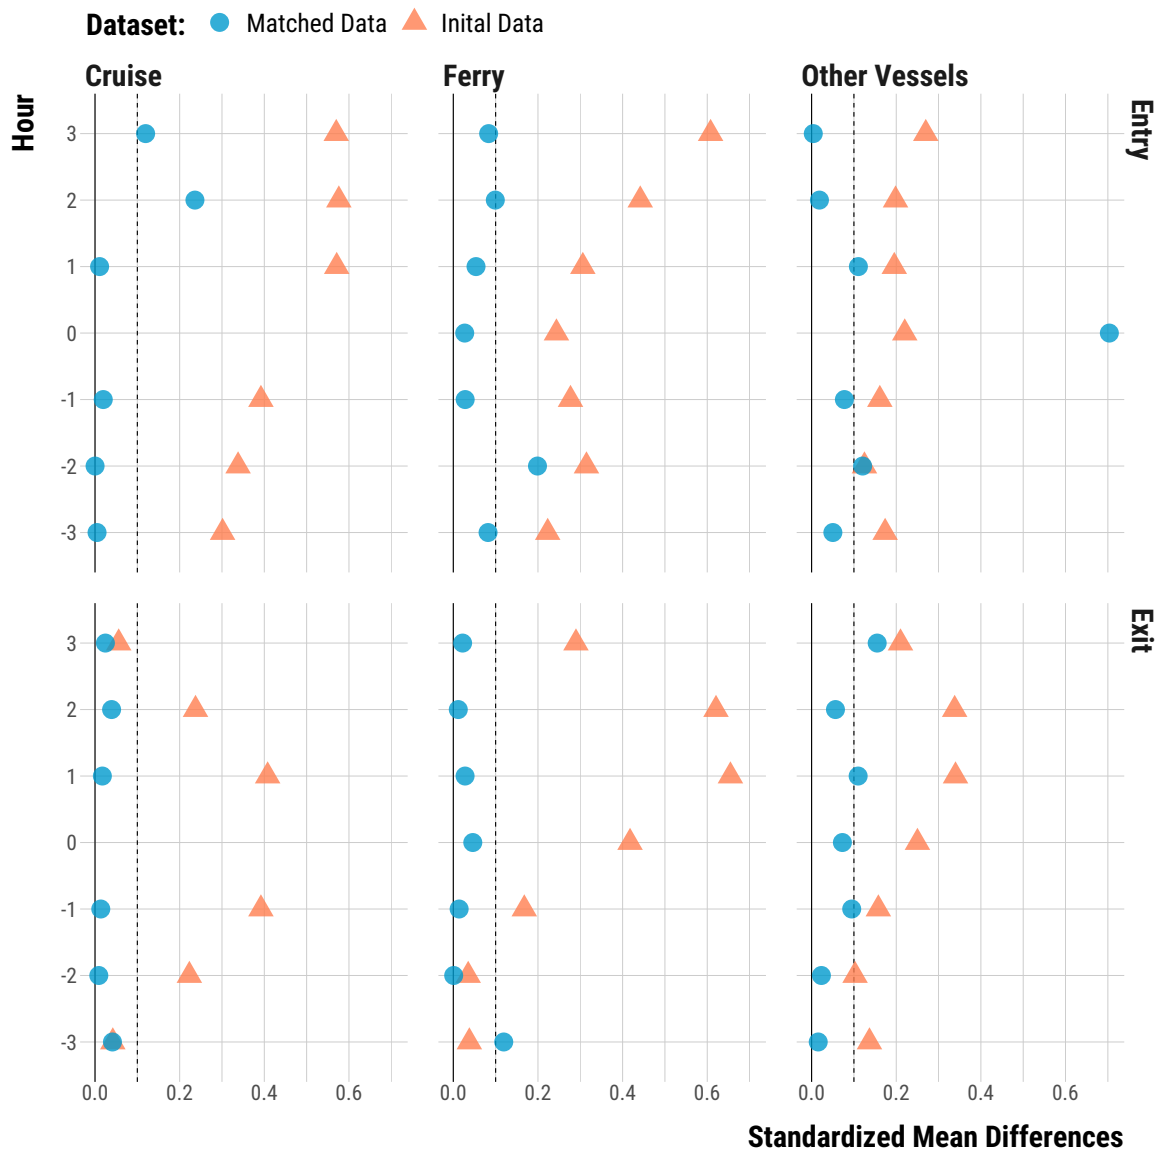 Dataset: Matched Data Inital Data
Cruise Ferry Other Vessels
Hour
Entry
3
2
1
0
-1
-2
-3
Exit
3
2
1
0
-1
-2
-3
0.0 0.2 0.4 0.6 0.0 0.2 0.4 0.6 0.0 0.2 0.4 0.6
Standardized Mean Differences